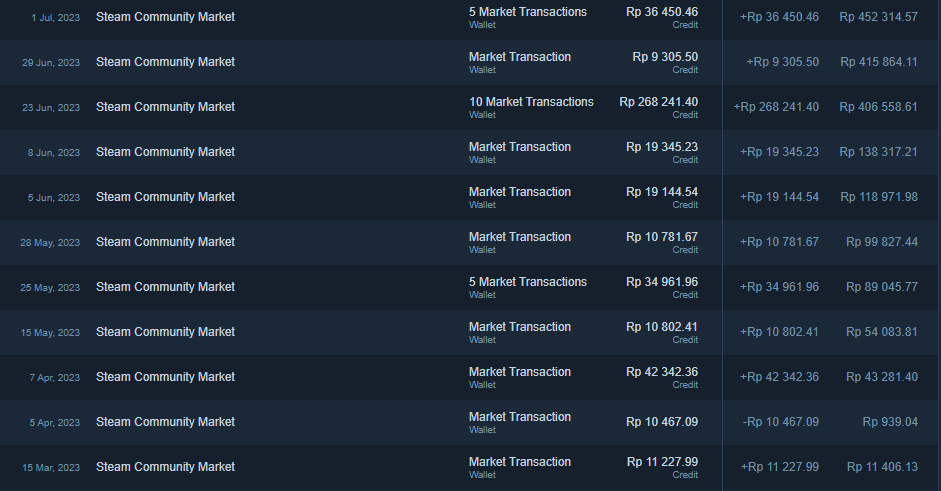 1 Jul, 2023 Steam Community Market 5 Market Transactions Rp 36 450.46 +Rp 36 450.46 Rp 452 314.57
Wallet Credit
29 Jun, 2023 Steam Community Market Market Transaction Rp 9 305.50 +Rp 9 305.50 Rp 415 864.11
Wallet Credit
23 Jun, 2023 Steam Community Market 10 Market Transactions Rp 268 241.40 +Rp 268 241.40 Rp 406 558.61
Wallet Credit
8 Jun, 2023 Steam Community Market Market Transaction Rp 19 345.23 +Rp 19 345.23 Rp 138 317.21
Wallet Credit
5 Jun, 2023 Steam Community Market Market Transaction Rp 19 144.54 +Rp 19 144.54 Rp 118 971.98
Wallet Credit
28 May, 2023 Steam Community Market Market Transaction Rp 10 781.67 +Rp 10 781.67 Rp 99 827.44
Wallet Credit
25 May, 2023 Steam Community Market 5 Market Transactions Rp 34 961.96 +Rp 34 961.96 Rp 89 045.77
Wallet Credit
15 May, 2023 Steam Community Market Market Transaction Rp 10 802.41 +Rp 10 802.41 Rp 54 083.81
Wallet Credit
7 Apr, 2023 Steam Community Market Market Transaction Rp 42 342.36 +Rp 42 342.36 Rp 43 281.40
Wallet Credit
5 Apr, 2023 Steam Community Market Market Transaction Rp 10 467.09 -Rp 10 467.09 Rp 939.04
Wallet
15 Mar, 2023 Steam Community Market Market Transaction Rp 11 227.99 +Rp 11 227.99 Rp 11 406.13
Wallet Credit